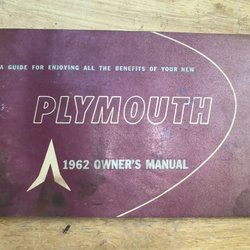 A GUIDE FOR ENJOYING ALL THE BENEFITS OF YOUR NEW
PLYMOUTH
1962 OWNER'S MANUAL